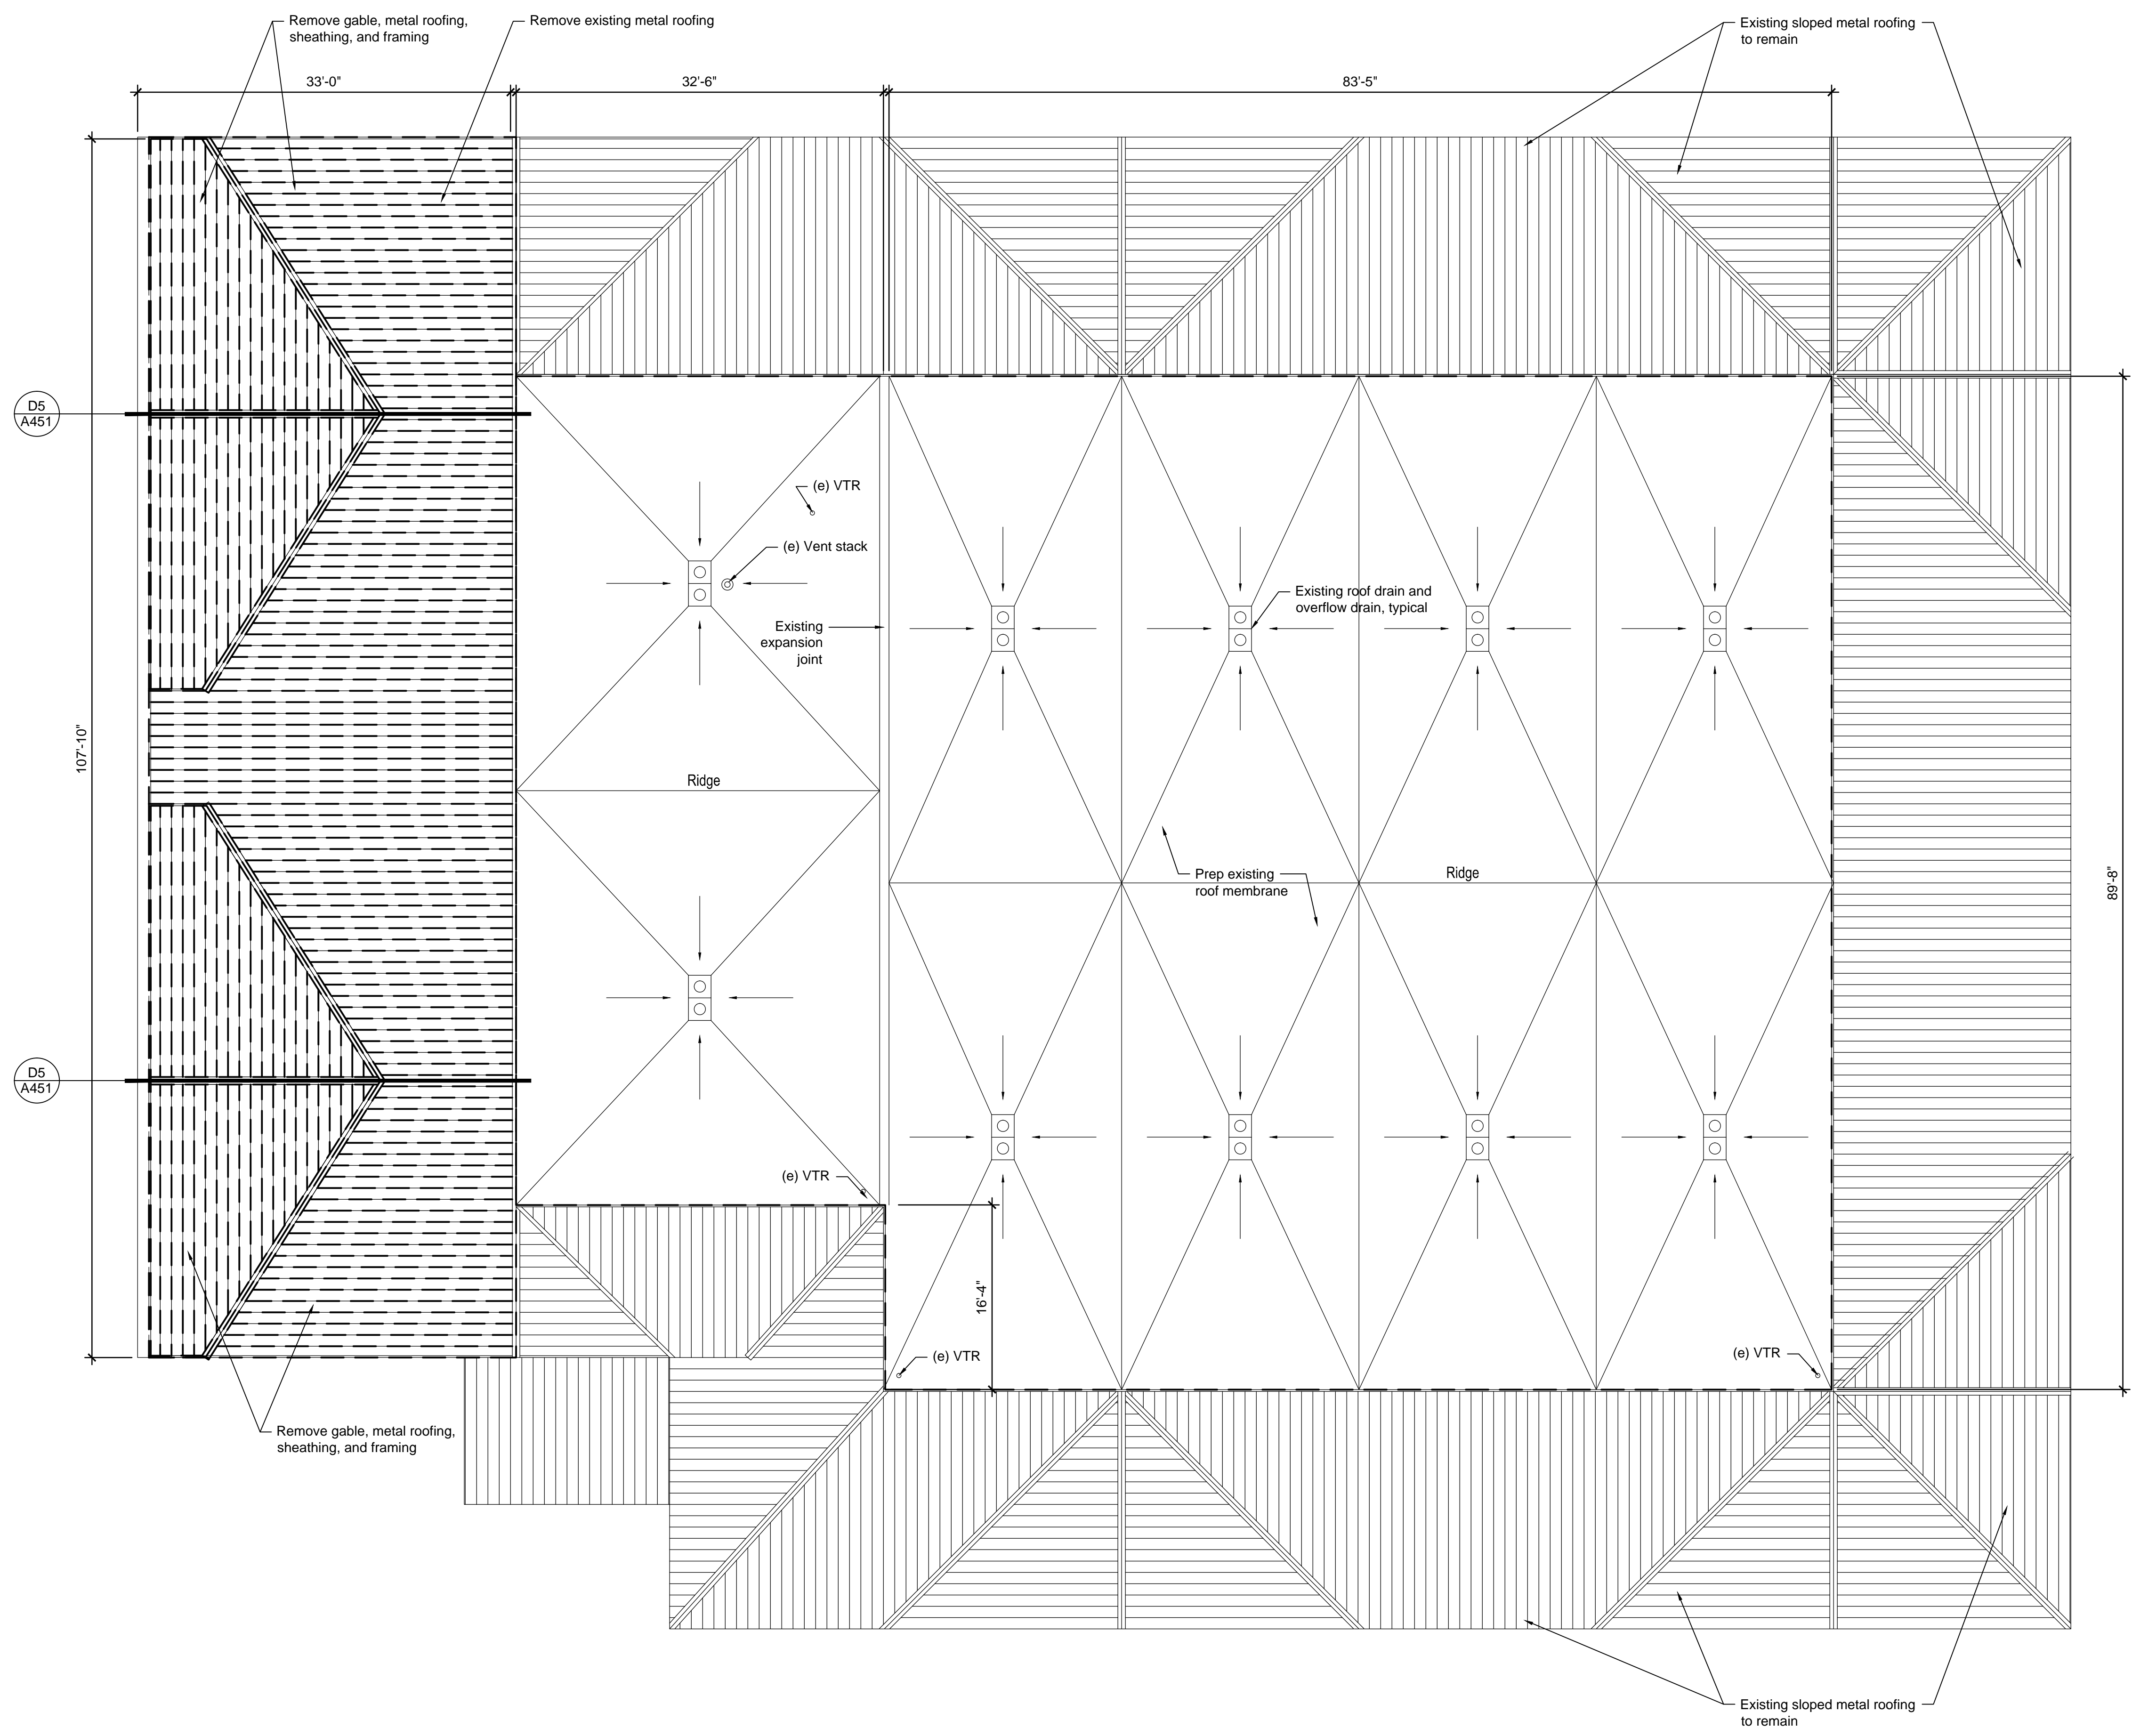 Remove gable, metal roofing,
sheathing, and framing
Remove existing metal roofing
Existing sloped metal roofing
to remain
33'-0"
32'-6"
83'-5"
D5
A451
(e) VTR
(e) Vent stack
Existing roof drain and
overflow drain, typical
Existing
expansion
joint
107'-10"
Ridge
Prep existing
roof membrane
Ridge
89'-8"
D5
A451
(e) VTR
16'-4"
(e) VTR
(e) VTR
Remove gable, metal roofing,
sheathing, and framing
Existing sloped metal roofing
to remain